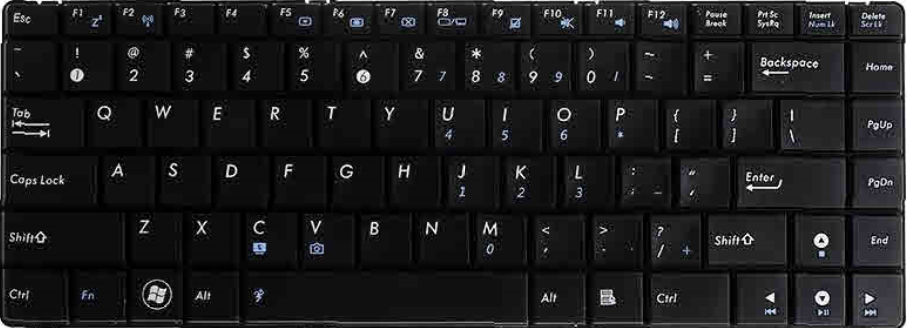 Esc F1 F2 F3 F4 F5 F6 F7 F8 F9 F10 F11 F12 Pause Break Prt Sc SysRq Insert Num Lk Delete Scr Lk
~ ` ! 1 @ 2 # 3 $ 4 % 5 ^ 6 & 7 7 * 8 8 ( 9 9 ) 0 / ~ - + = Backspace Home
Tab Q W E R T Y U 4 I 5 O 6 P * { [ } ] | \ PgUp
Caps Lock A S D F G H J 1 K 2 L 3 : ; - " ' Enter PgDn
Shift Z X C V B N M 0 < , > . . ? / + Shift End
Ctrl Fn Alt Alt Ctrl